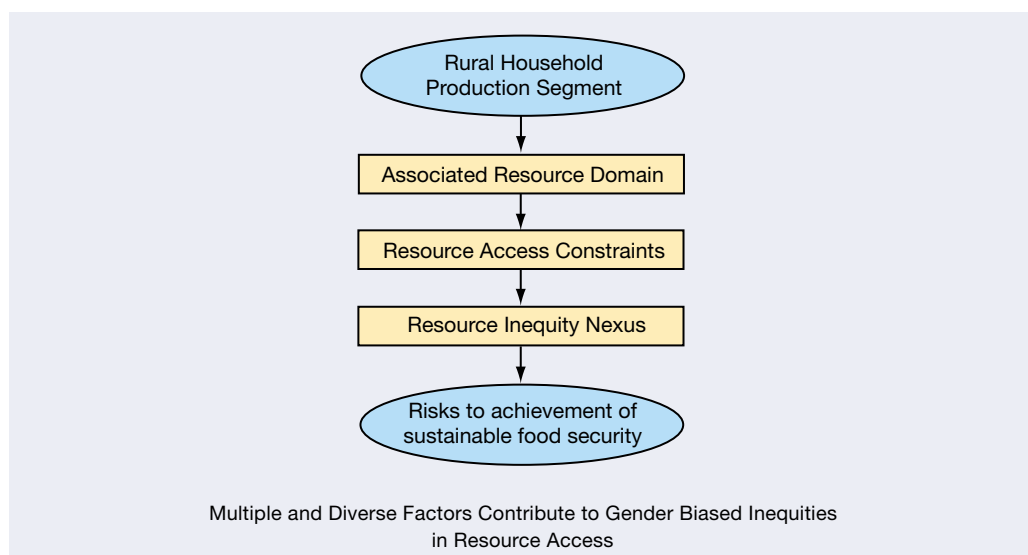 Rural Household
Production Segment
Associated Resource Domain
Resource Access Constraints
Resource Inequity Nexus
Risks to achievement of
sustainable food security
Multiple and Diverse Factors Contribute to Gender Biased Inequities
in Resource Access